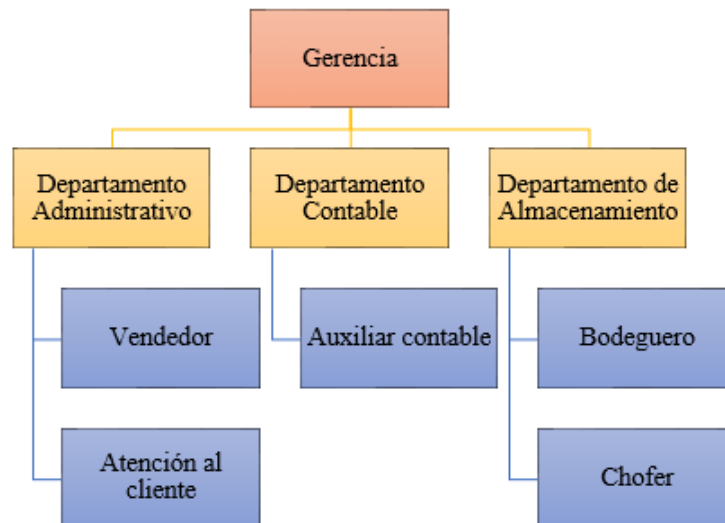 Gerencia
Departamento
Administrativo
Departamento
Contable
Departamento de
Almacenamiento
Vendedor
Auxiliar contable
Bodeguero
Atención al
cliente
Chofer